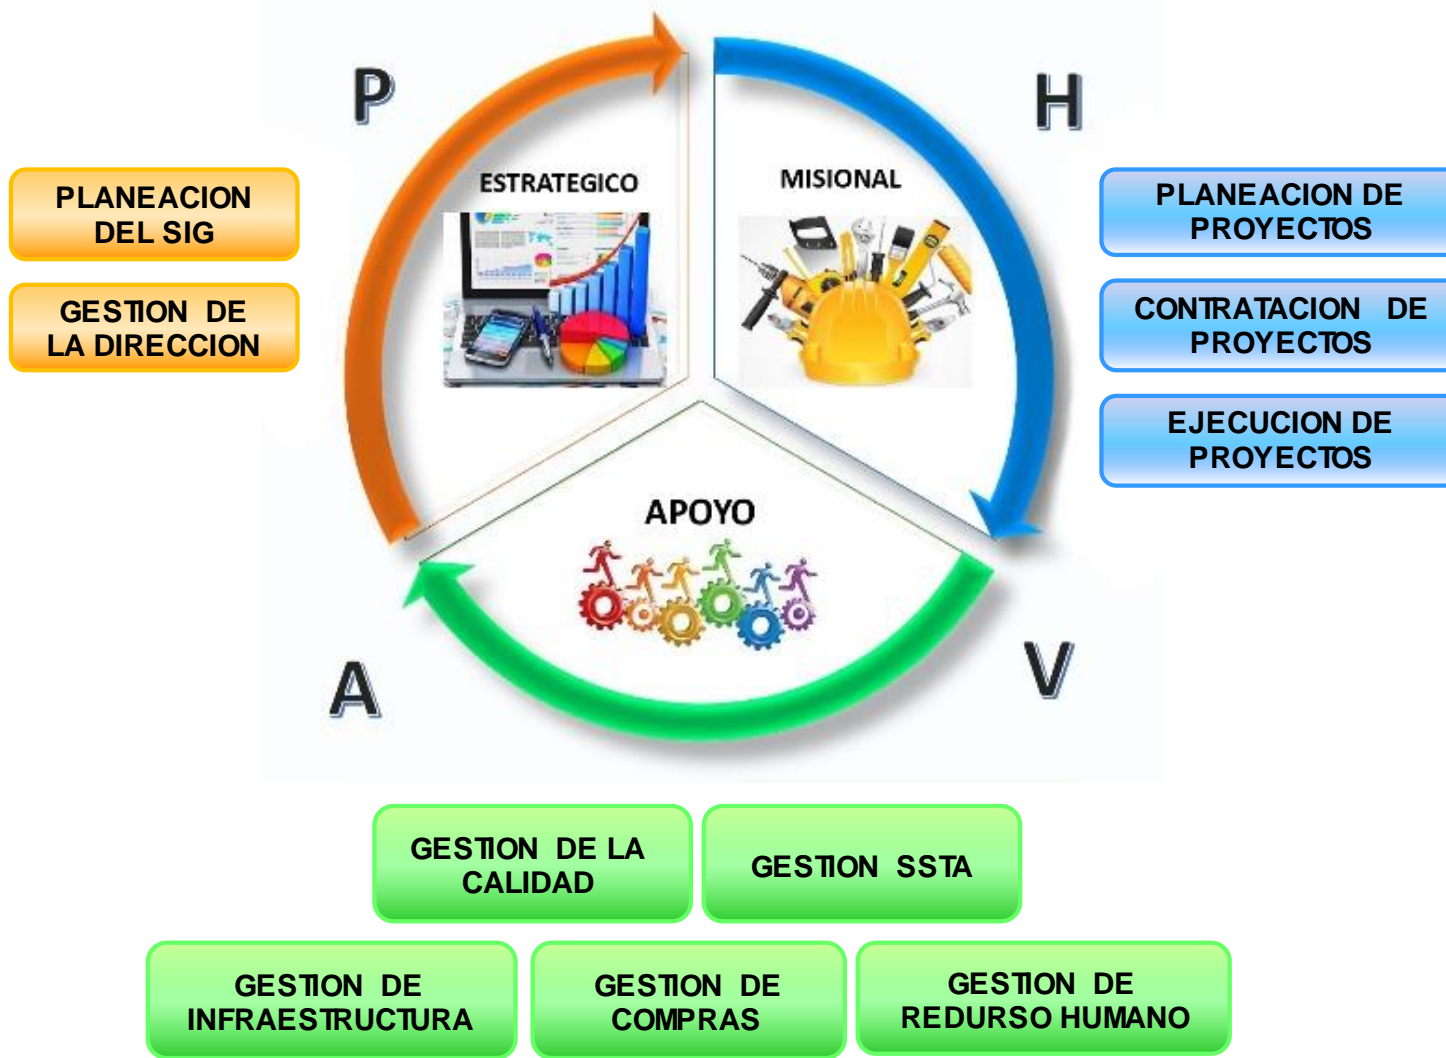 P
H
ESTRATEGICO
MISIONAL
PLANEACION
DEL SIG
GESTION DE
LA DIRECCION
PLANEACION DE
PROYECTOS
CONTRATACION DE
PROYECTOS
EJECUCION DE
PROYECTOS
APOYO
A
V
GESTION DE LA
CALIDAD
GESTION SSTA
GESTION DE
INFRAESTRUCTURA
GESTION DE
COMPRAS
GESTION DE
REDURSO HUMANO